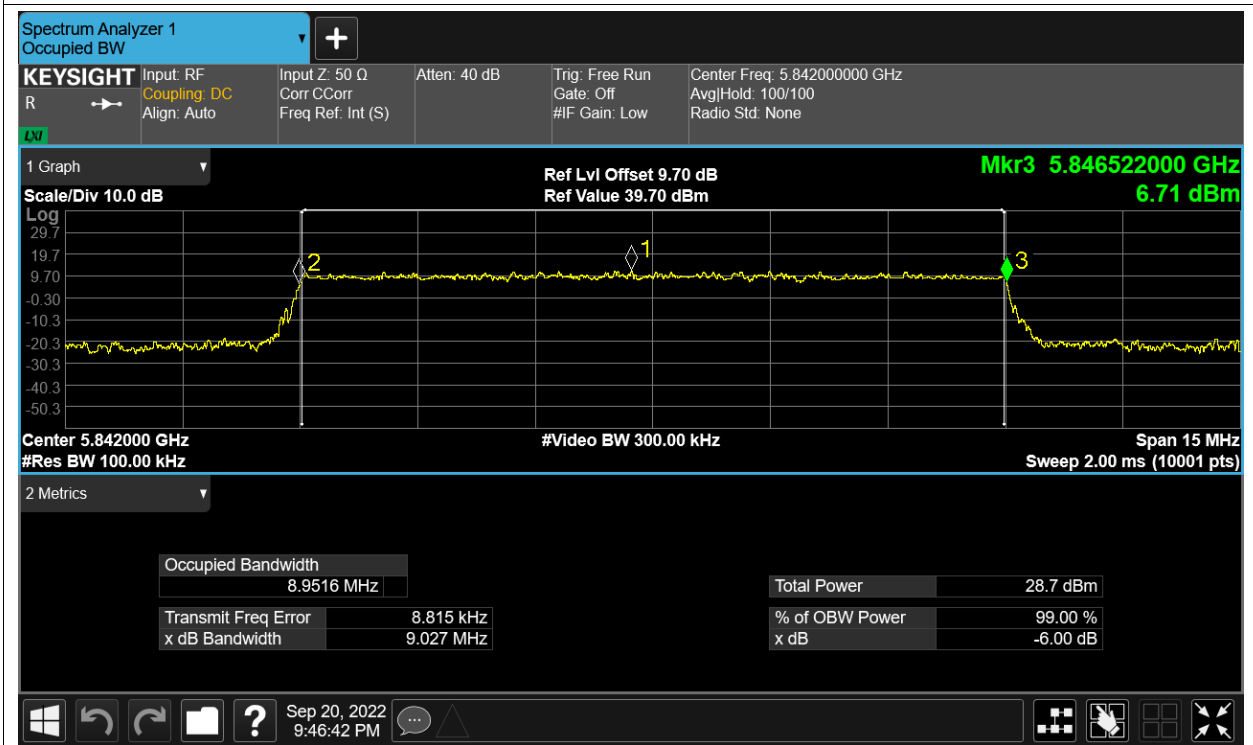 Spectrum Analyzer 1
Occupied BW
KEYSIGHT
R
LXI
Input: RF
Coupling: DC
Align: Auto
Input Z: 50 Ω
Corr CCorr
Freq Ref: Int (S)
Atten: 40 dB
Trig: Free Run
Gate: Off
#IF Gain: Low
Center Freq: 5.842000000 GHz
Avg|Hold: 100/100
Radio Std: None
1 Graph
Scale/Div 10.0 dB
Ref Lvl Offset 9.70 dB
Ref Value 39.70 dBm
Mkr3 5.846522000 GHz
6.71 dBm
Log
29.7
19.7
9.70
-0.30
-10.3
-20.3
-30.3
-40.3
-50.3
2
1
3
Center 5.842000 GHz
#Res BW 100.00 kHz
#Video BW 300.00 kHz
Span 15 MHz
Sweep 2.00 ms (10001 pts)
2 Metrics
Occupied Bandwidth
8.9516 MHz
Transmit Freq Error 8.815 kHz
x dB Bandwidth 9.027 MHz
Total Power 28.7 dBm
% of OBW Power 99.00 %
x dB -6.00 dB
?
Sep 20, 2022
9:46:42 PM